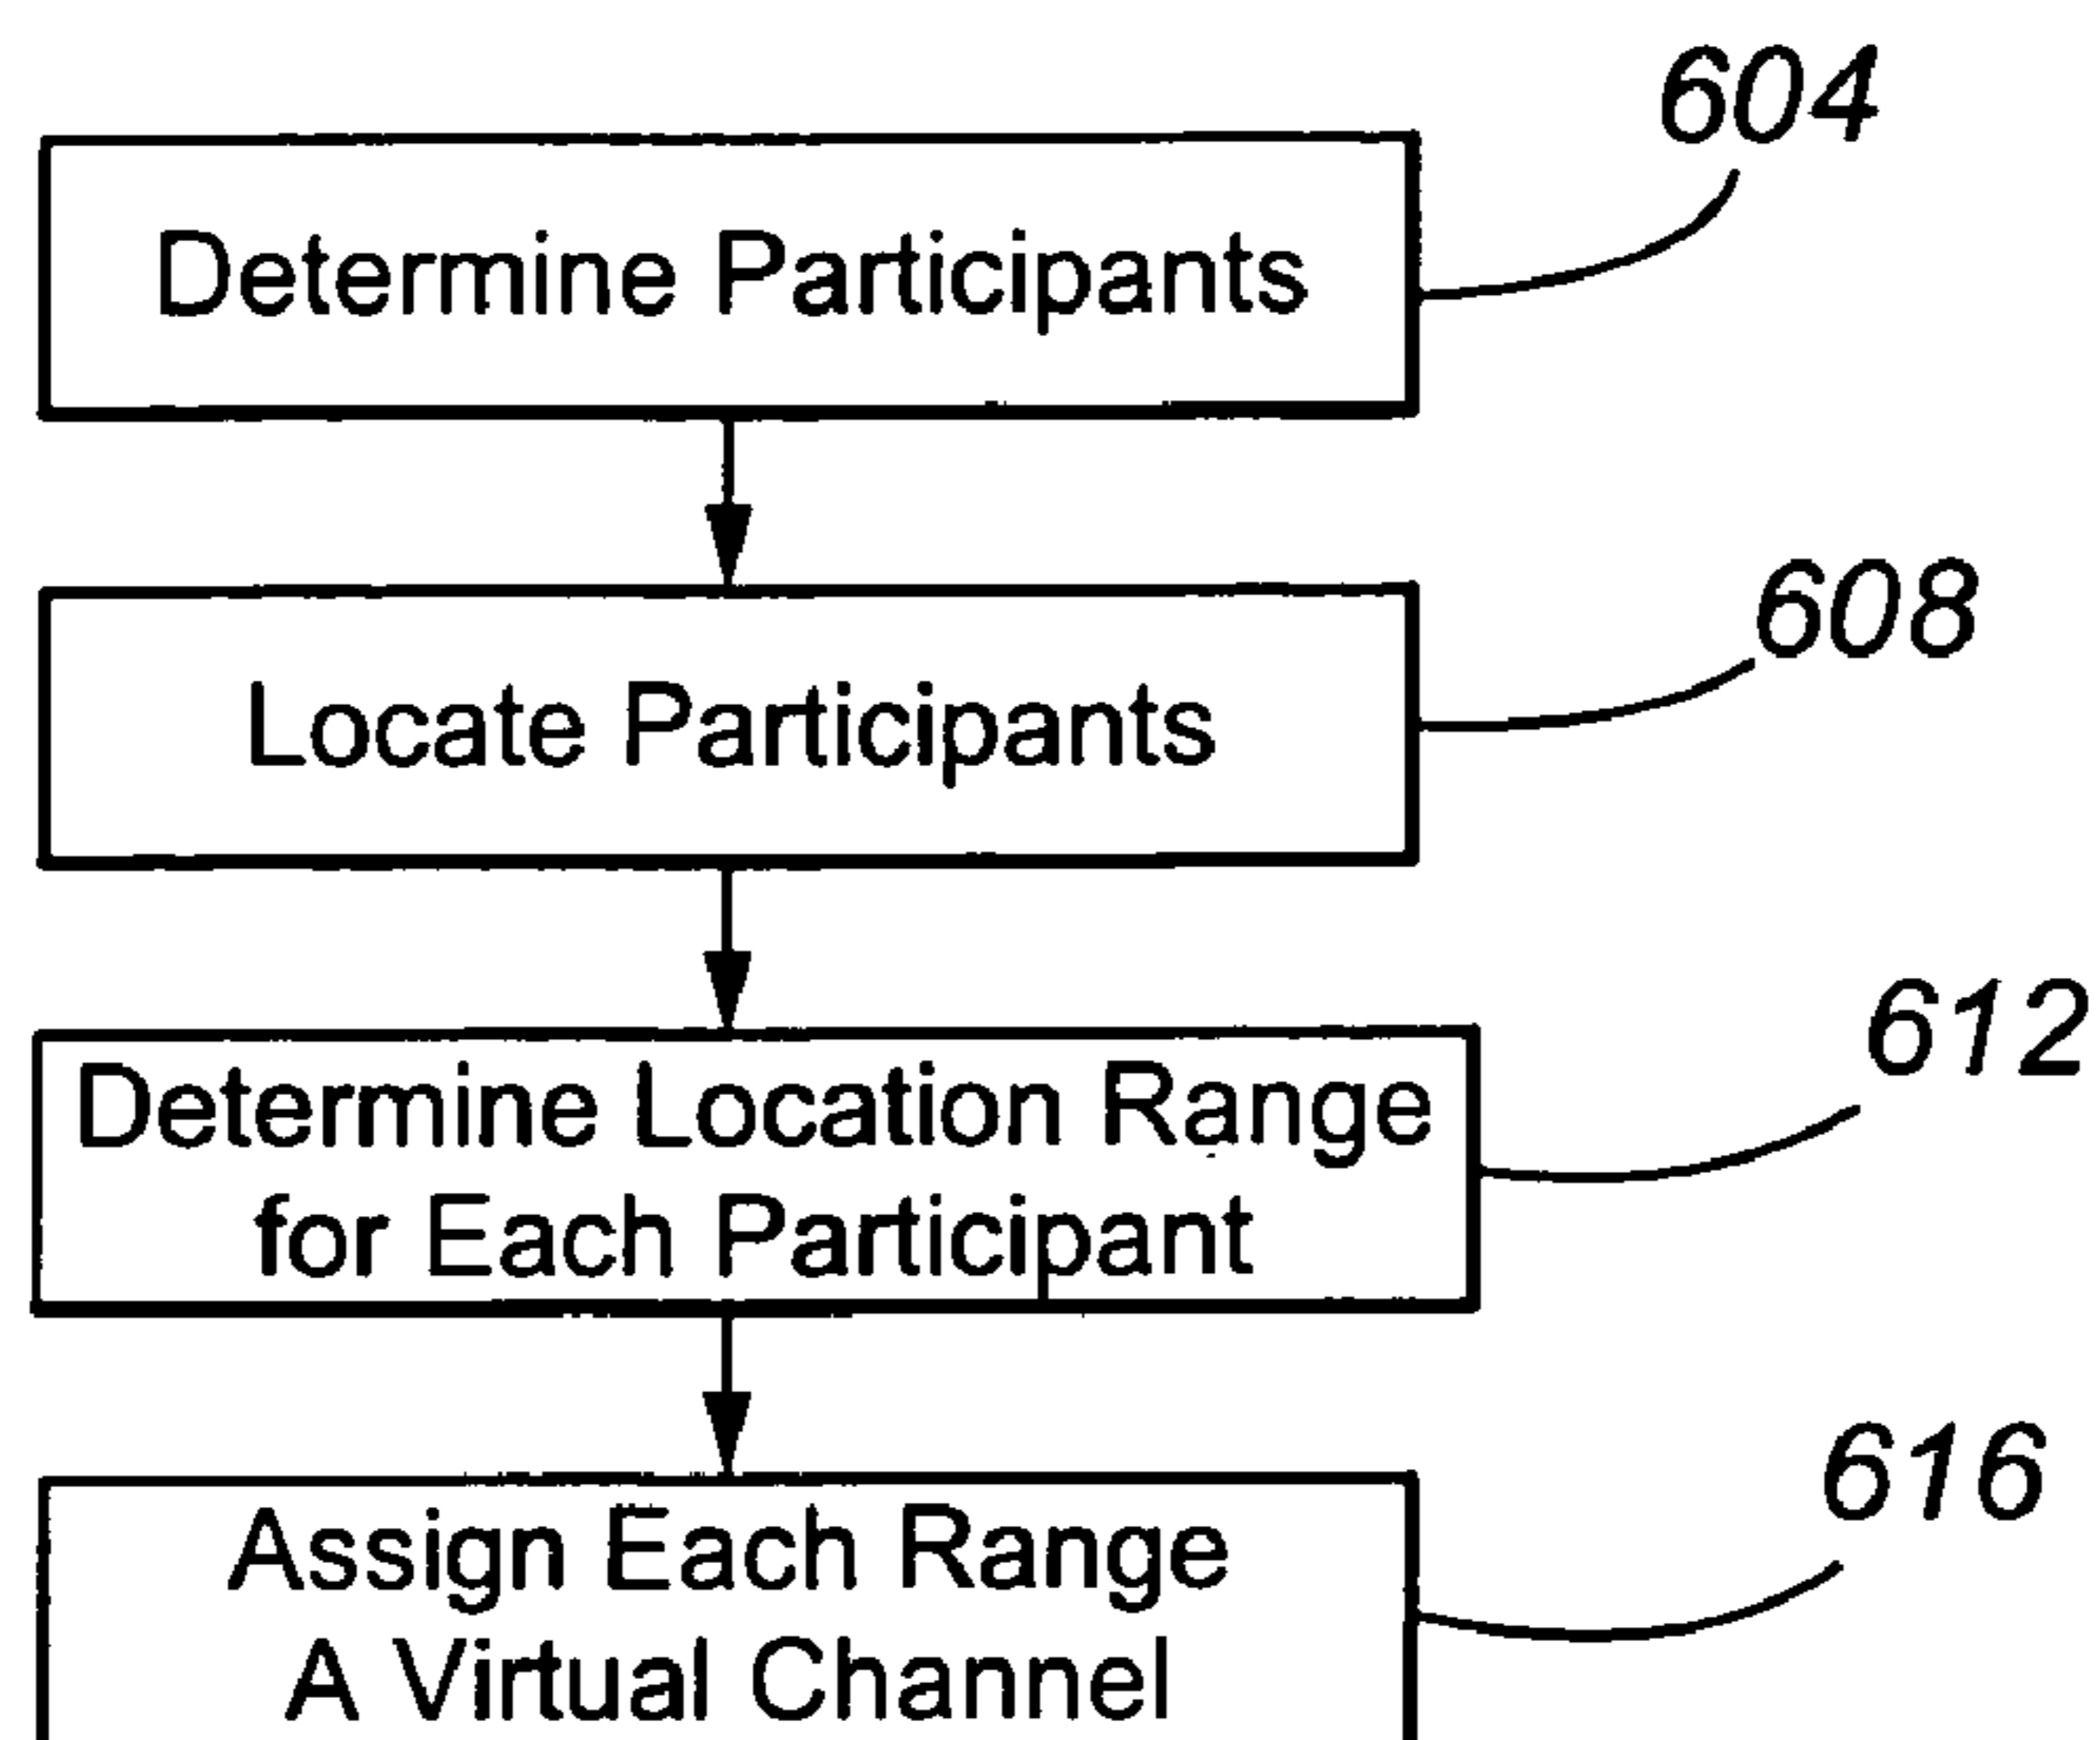 604
Determine Participants
608
Locate Participants
612
Determine Location Range
for Each Participant
616
Assign Each Range
A Virtual Channel